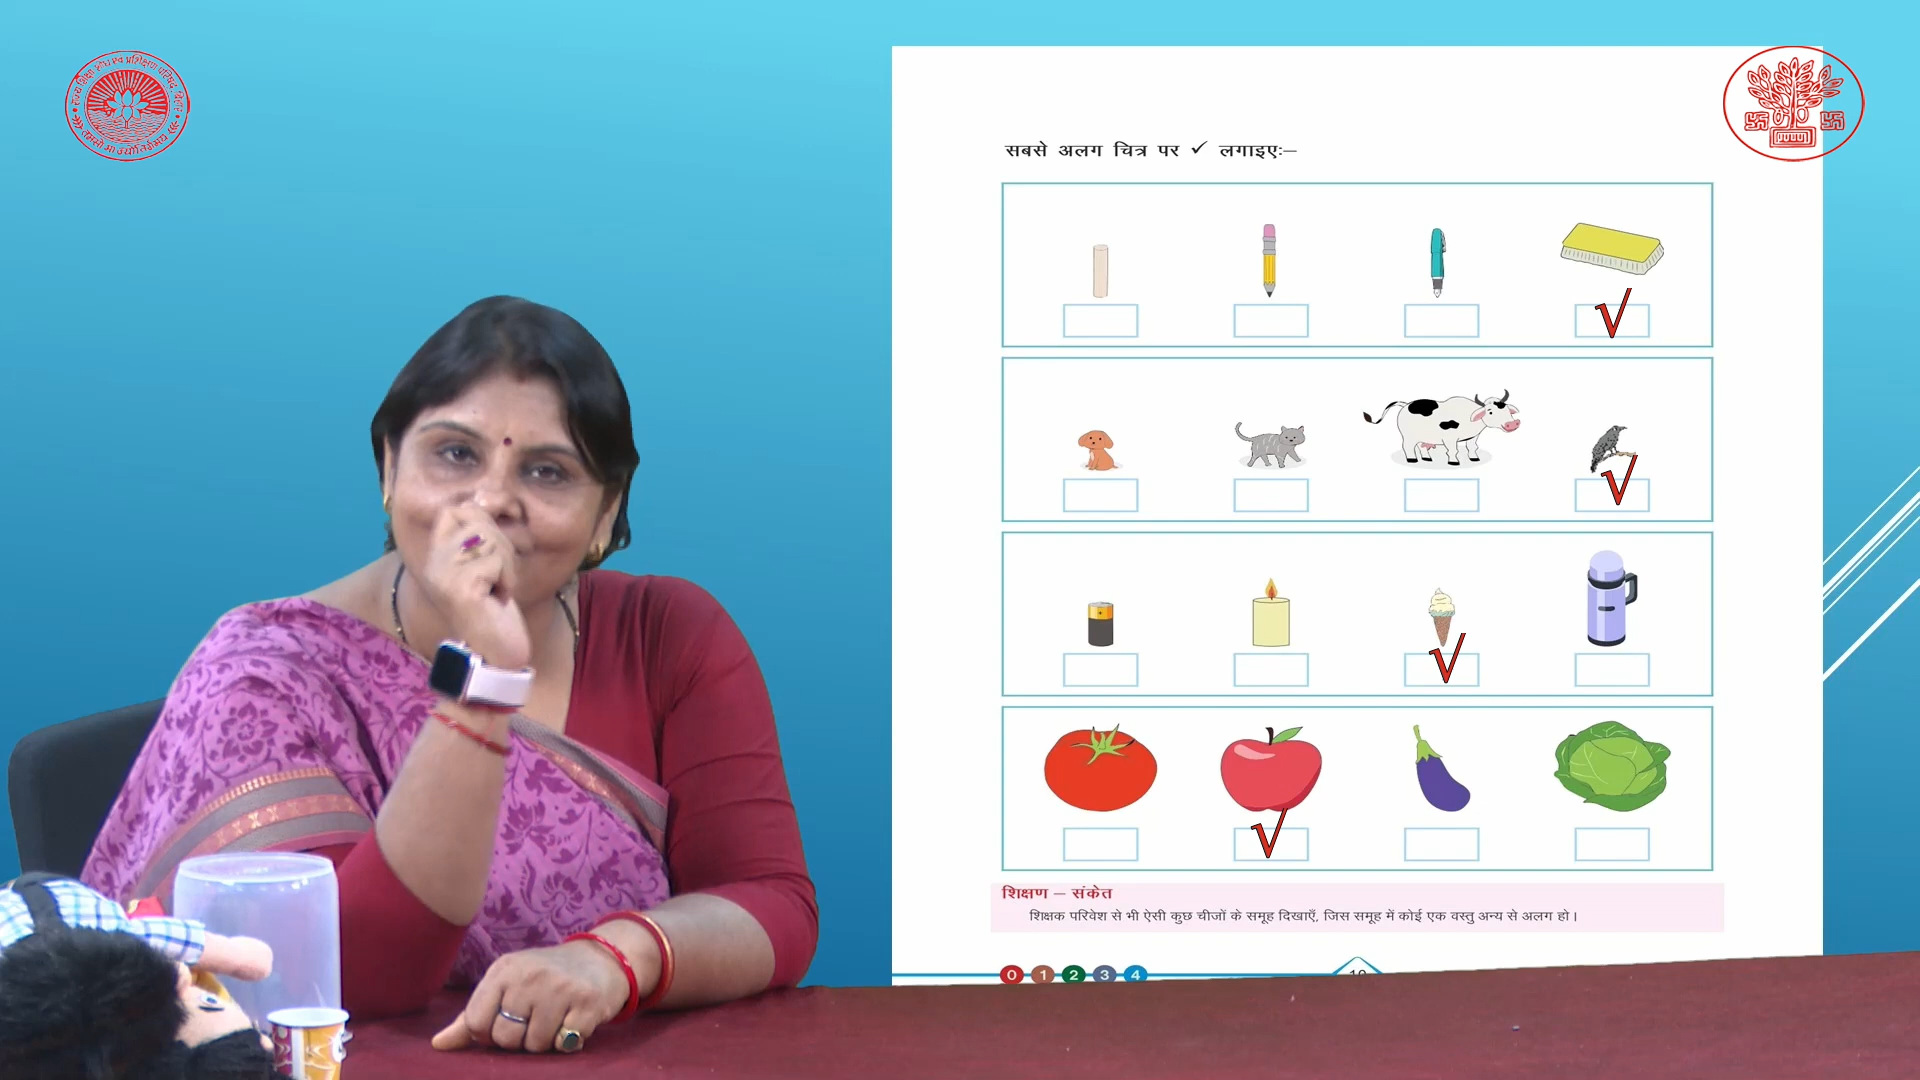 सबसे अलग चित्र पर ✓ लगाइएः–
शिक्षण – संकेत
शिक्षक परिवेश से भी ऐसी कुछ चीजों के समूह दिखाएँ, जिस समूह में कोई एक वस्तु अन्य से अलग हो।
0 1 2 3 4